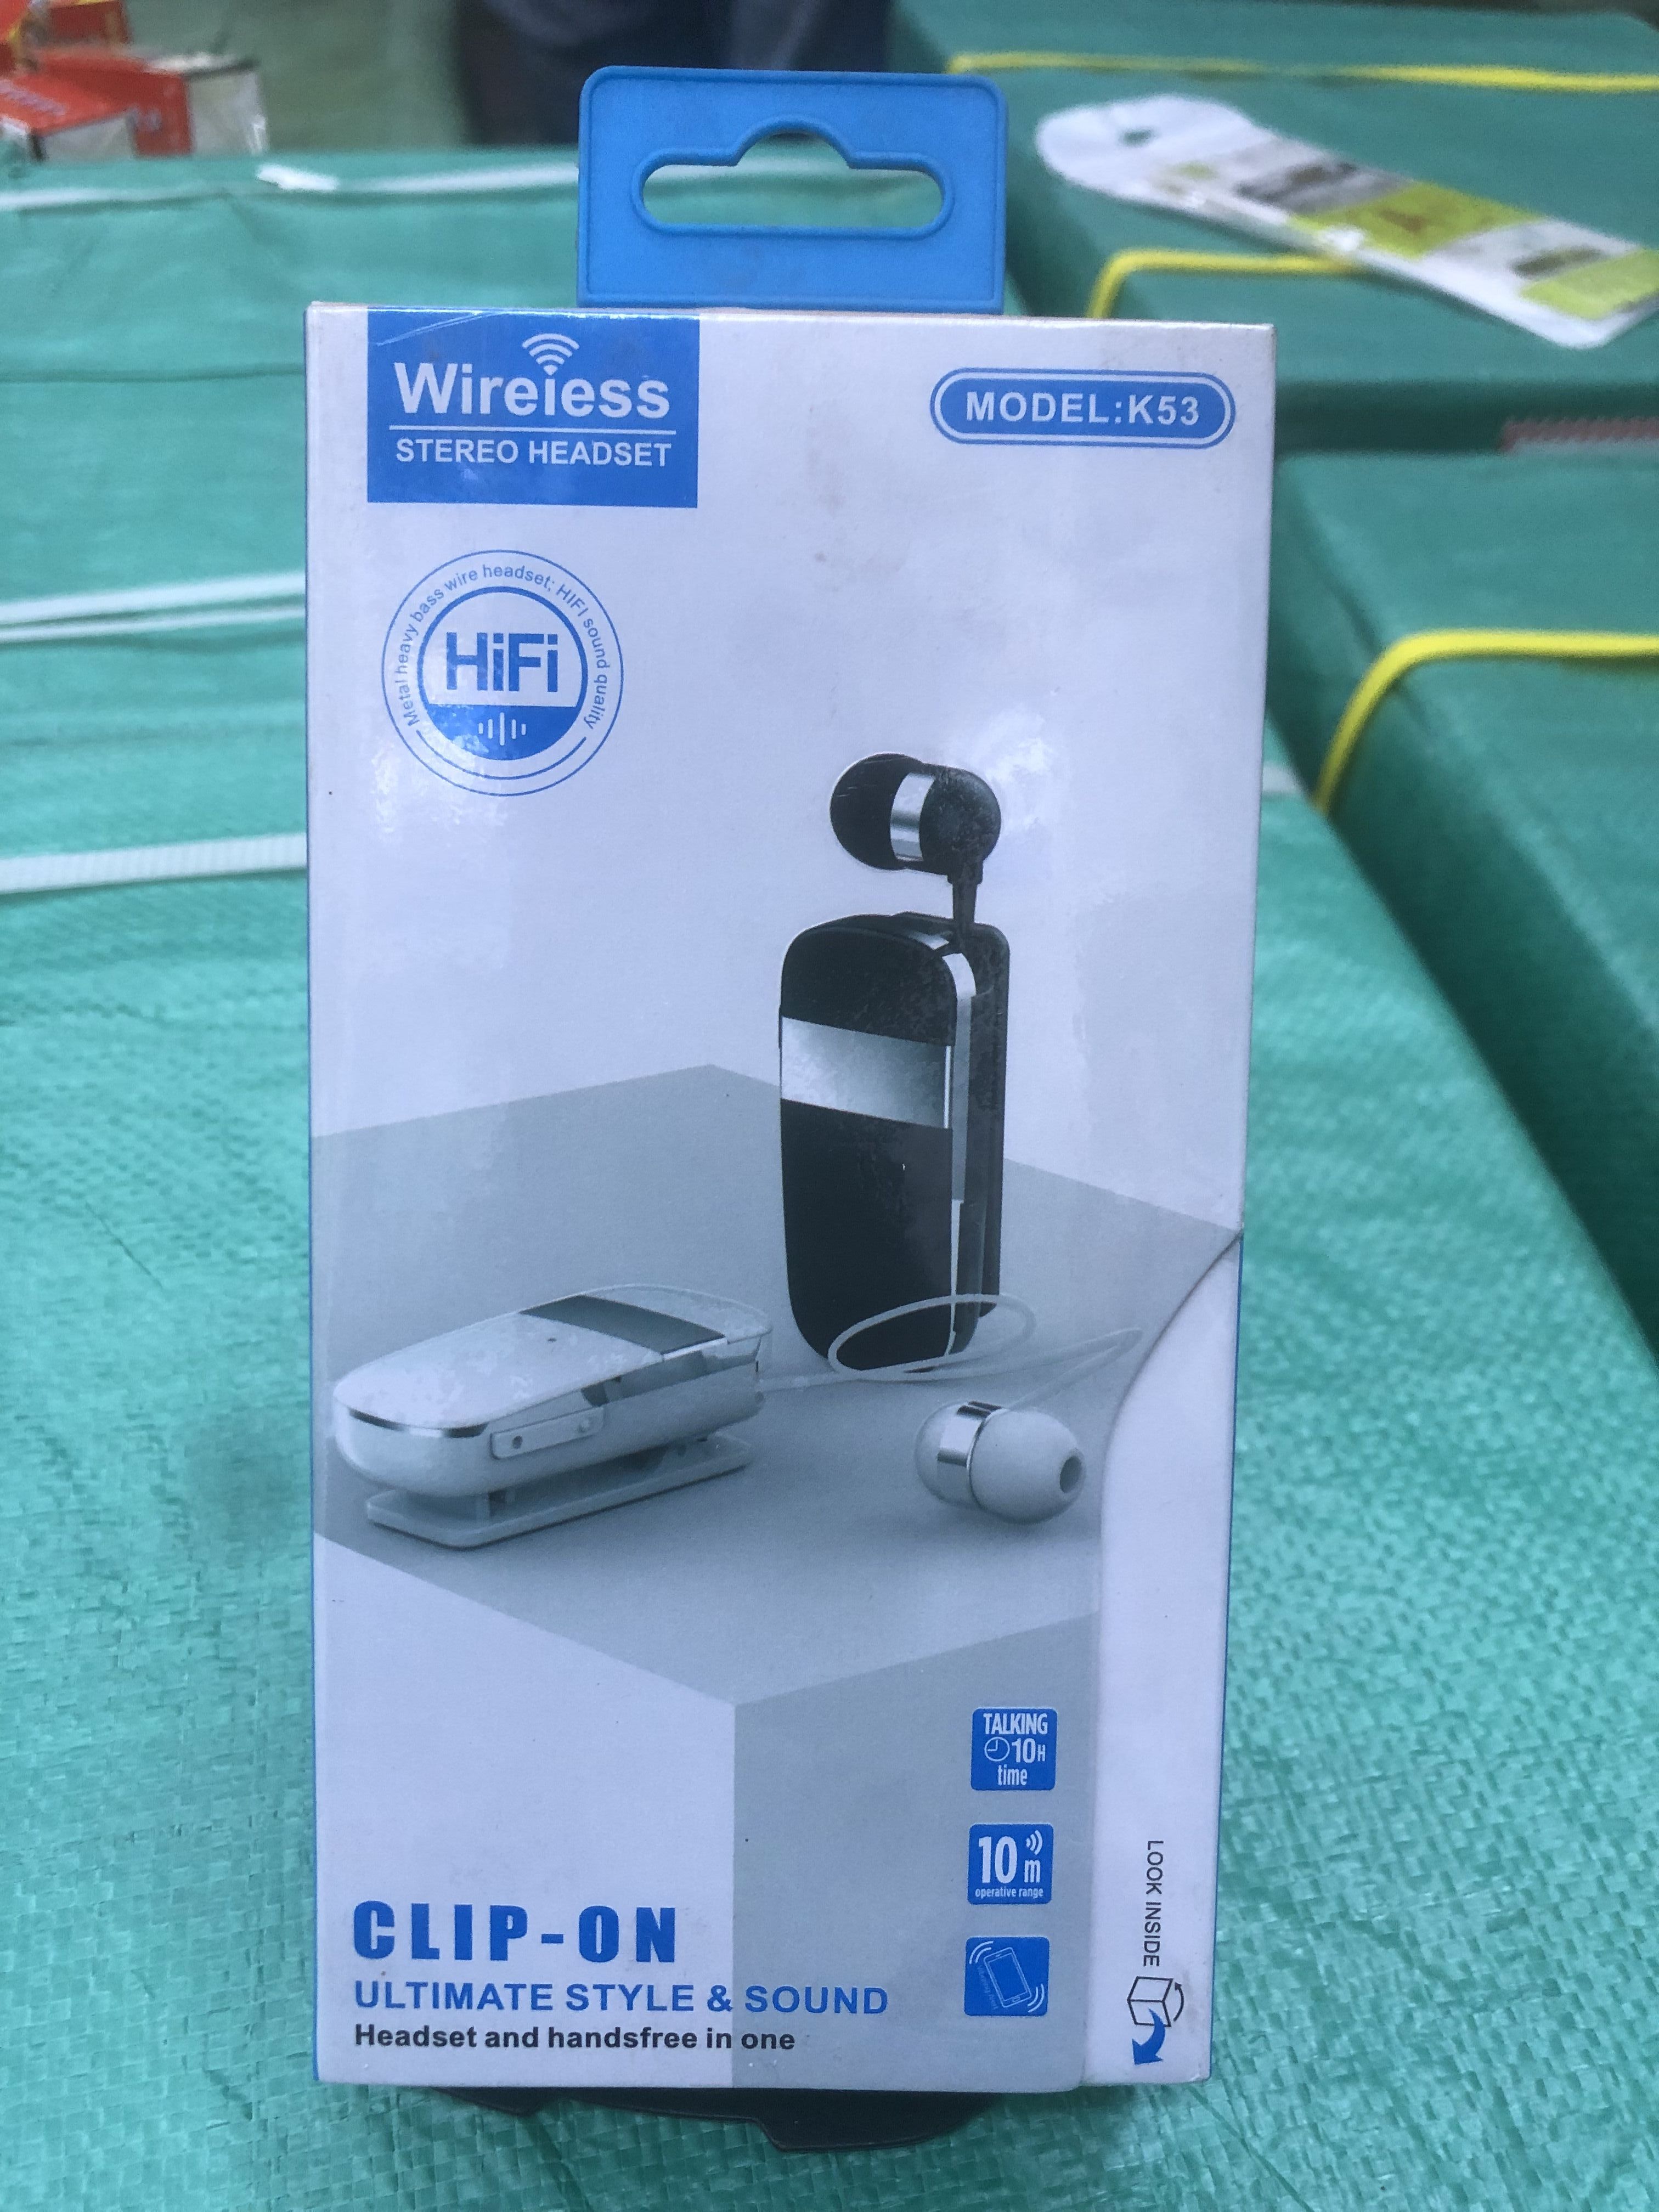 Wireless
STEREO HEADSET
MODEL:K53
Metal heavy bass wire headset; HIFI sound quality
HiFi
TALKING
10H
time
10 m
operative range
CLIP-ON
ULTIMATE STYLE & SOUND
Headset and handsfree in one
LOOK INSIDE